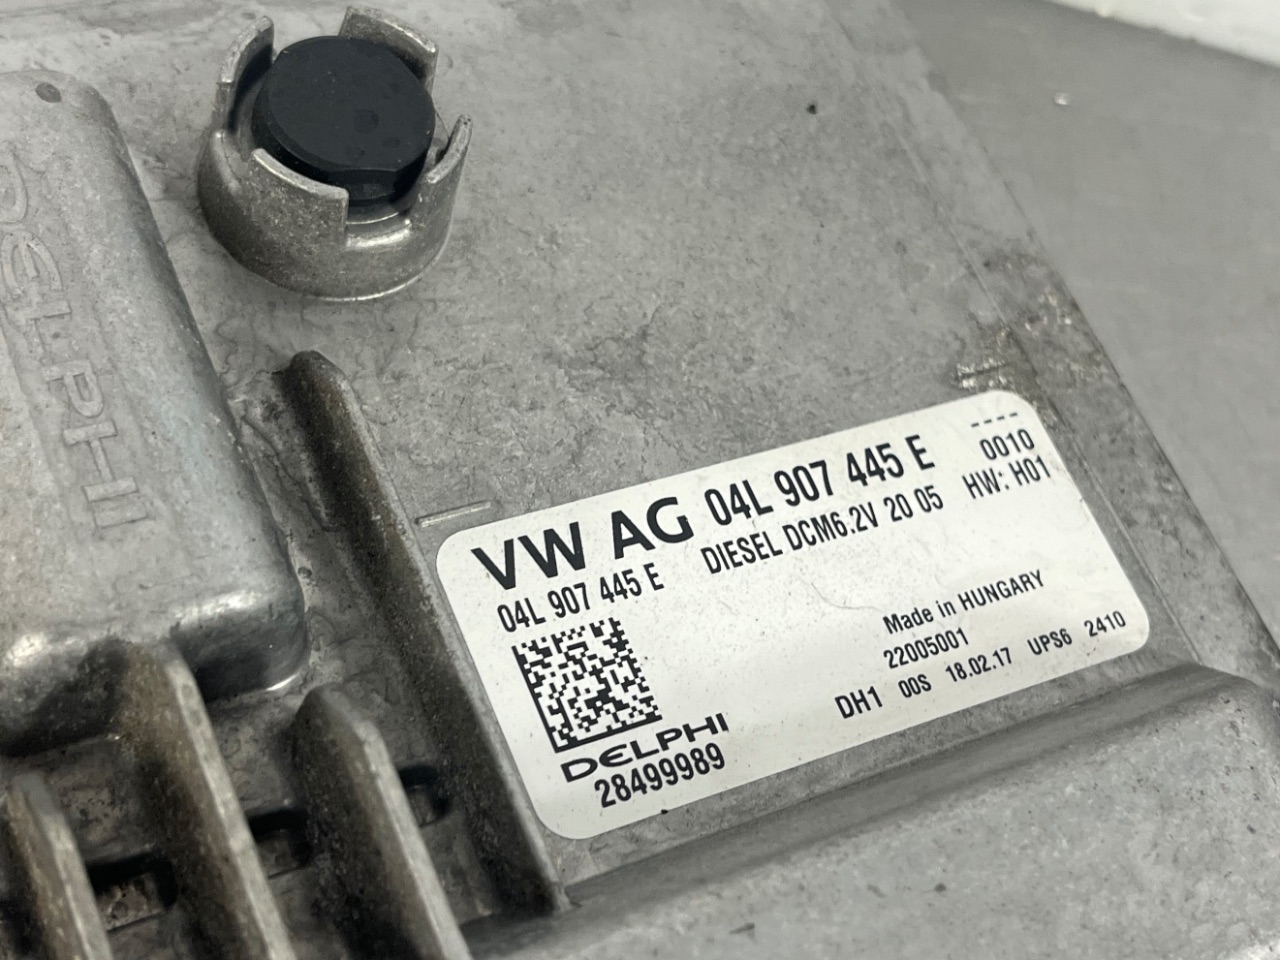 DELPHI
VW AG 04L 907 445 E ----
04L 907 445 E DIESEL DCM6.2V 20 05 0010
HW: H01
Made in HUNGARY
22005001
DH1 00S 18.02.17 UPS6 2410
DELPHI
28499989